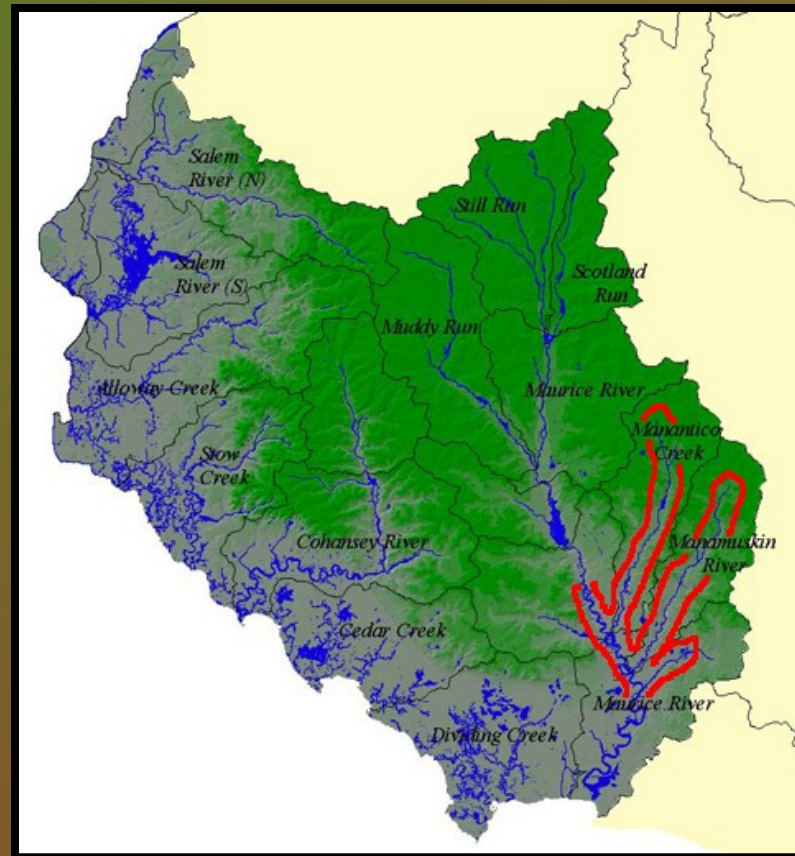 Salem
River (N)
Still Run
Salem
River (S)
Scotland
Run
Muddy Run
Alloway Creek
Maurice River
Manantico
Creek
Stow
Creek
Cohansey River
Manamuskin
River
Cedar Creek
Maurice River
Dividing Creek